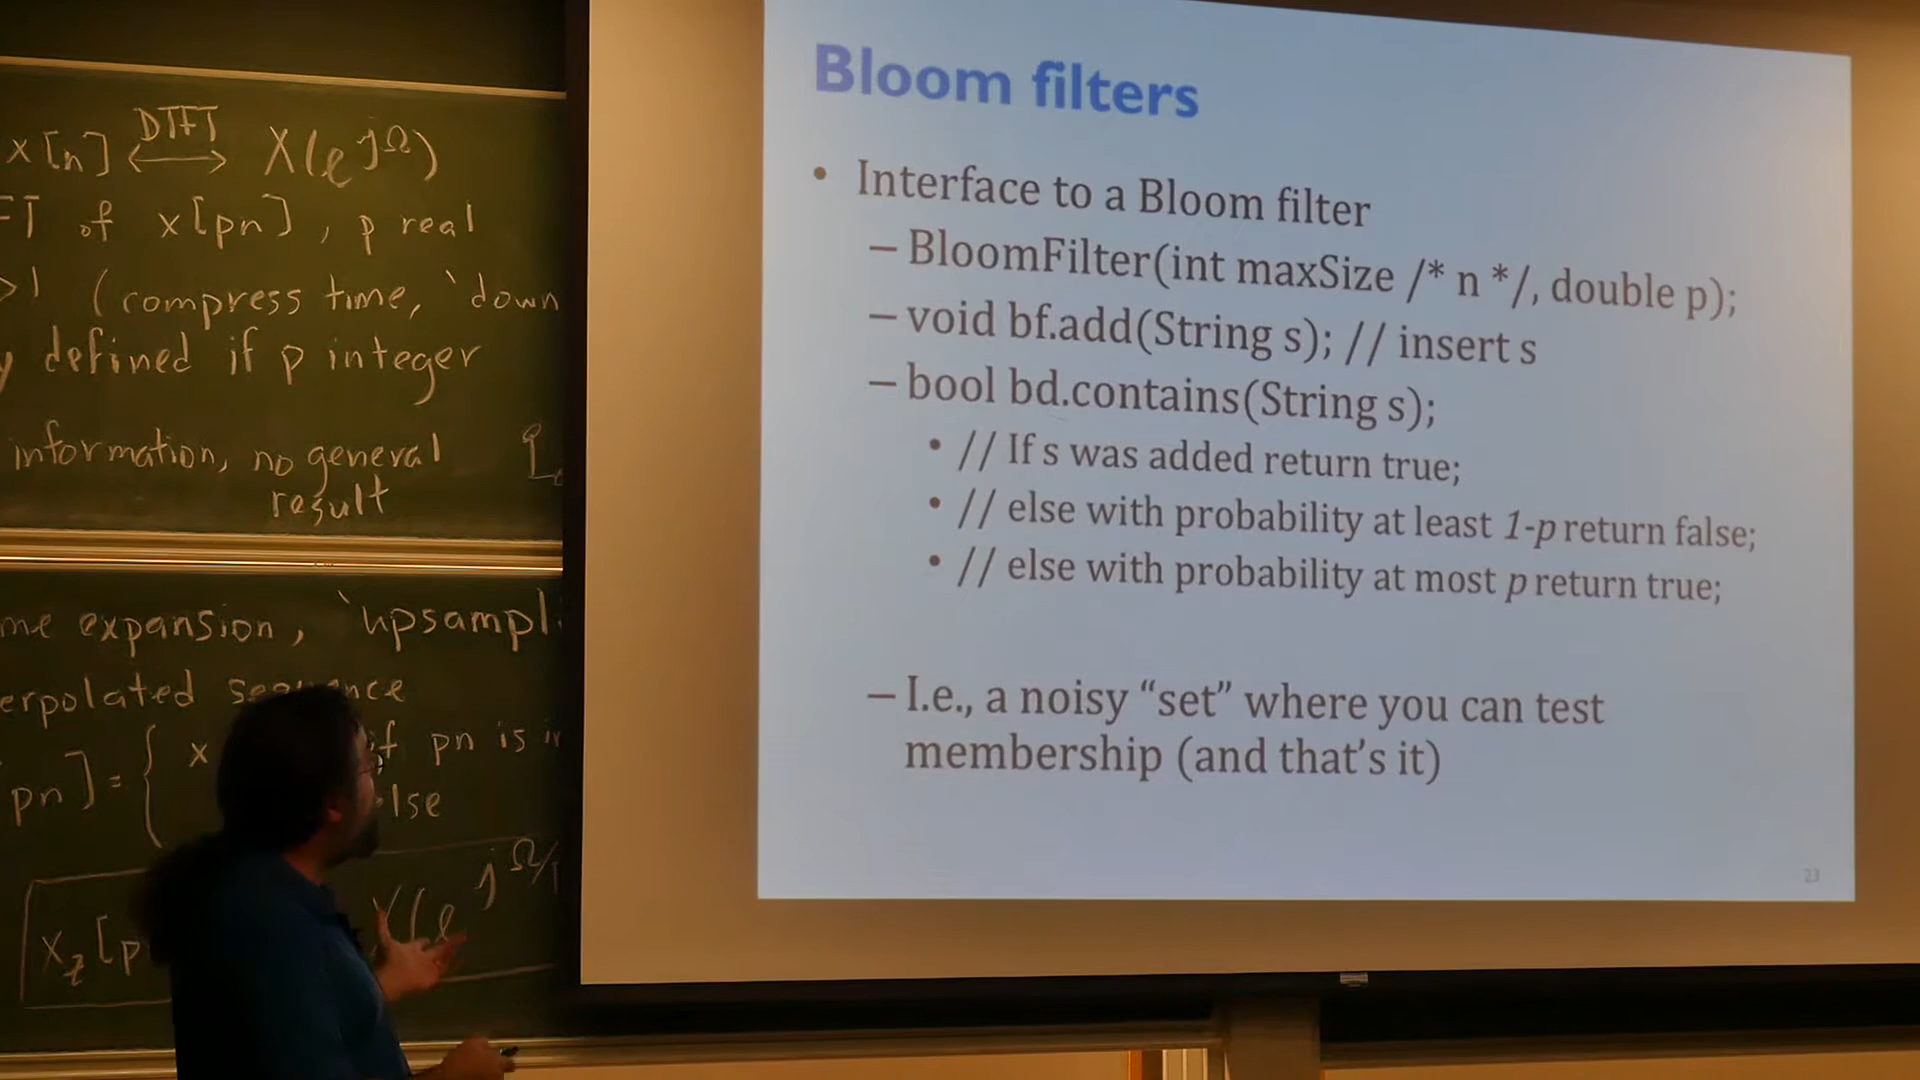 x[n] DTFT ⟷ X(e^jΩ)
FT of x[pn], p real
>1 (compress time, `down
y defined if p integer
information, no general
result
me expansion, `upsampl
erpolated sequence
pn] = { x if pn is in
else
x_z[p X(e^jΩ/
Bloom filters
• Interface to a Bloom filter
– BloomFilter(int maxSize /* n */, double p);
– void bf.add(String s); // insert s
– bool bd.contains(String s);
• // If s was added return true;
• // else with probability at least 1-p return false;
• // else with probability at most p return true;
– I.e., a noisy “set” where you can test
membership (and that’s it)
23